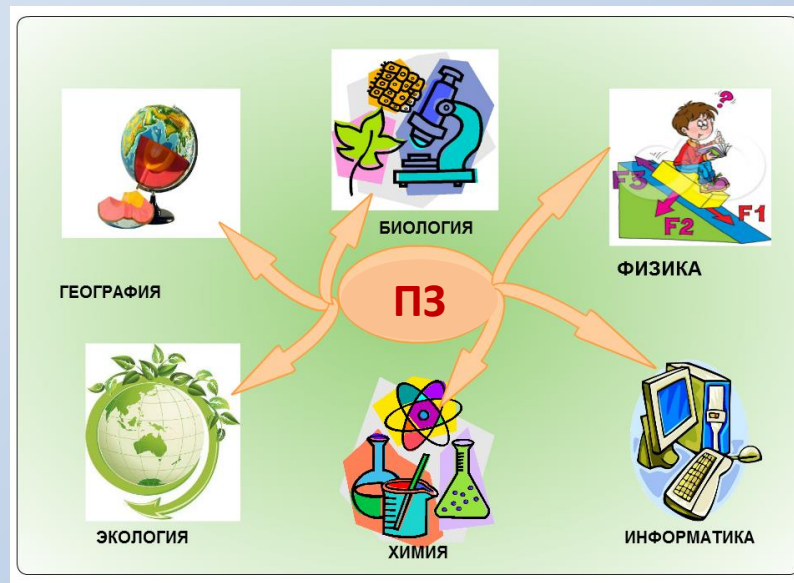 БИОЛОГИЯ
?
F3
F2
F1
ФИЗИКА
ГЕОГРАФИЯ
ПЗ
ЭКОЛОГИЯ
ХИМИЯ
ИНФОРМАТИКА